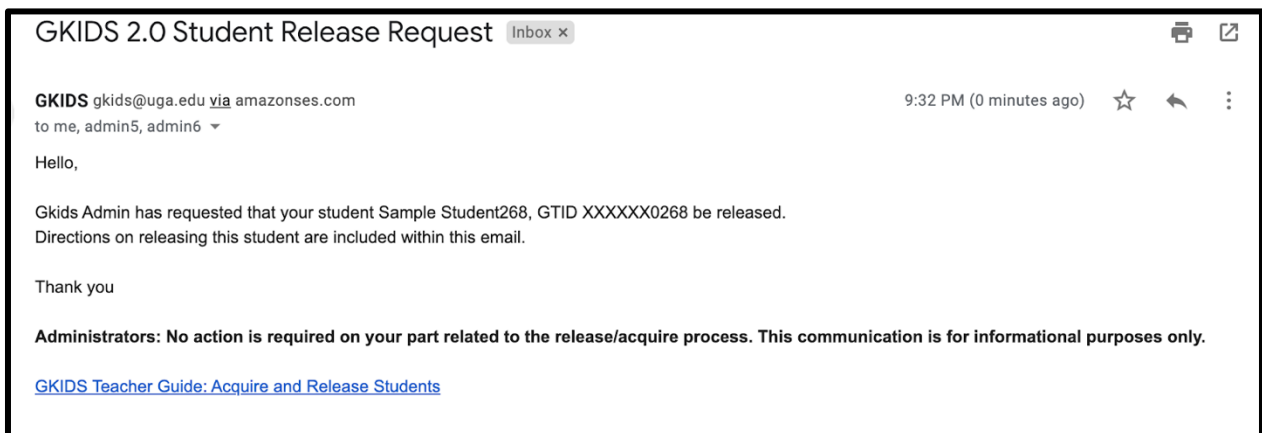 GKIDS 2.0 Student Release Request Inbox ×
GKIDS gkids@uga.edu via amazonses.com 9:32 PM (0 minutes ago)
to me, admin5, admin6
Hello,
Gkids Admin has requested that your student Sample Student268, GTID XXXXXX0268 be released.
Directions on releasing this student are included within this email.
Thank you
Administrators: No action is required on your part related to the release/acquire process. This communication is for informational purposes only.
GKIDS Teacher Guide: Acquire and Release Students